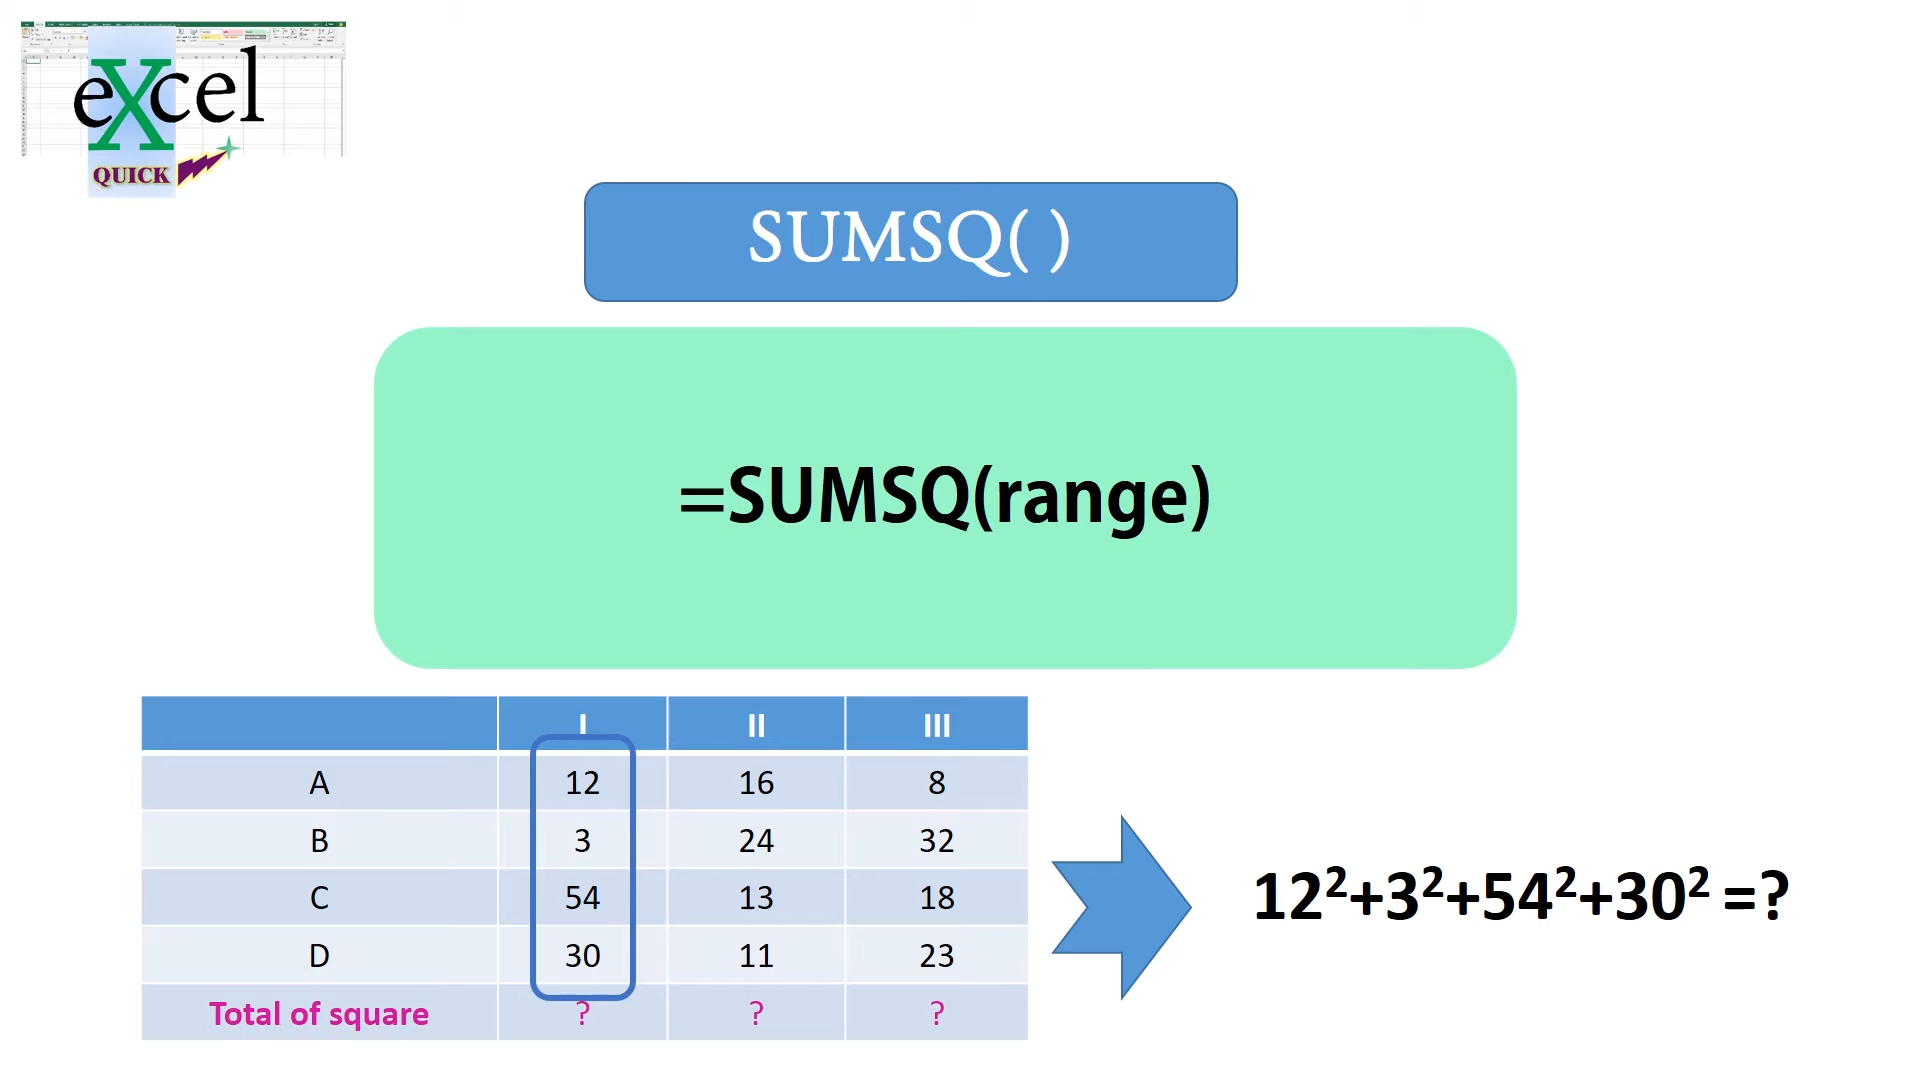 eXcel
QUICK
SUMSQ( )
=SUMSQ(range)
I II III
A 12 16 8
B 3 24 32
C 54 13 18
D 30 11 23
Total of square ? ? ?
12²+3²+54²+30² =?